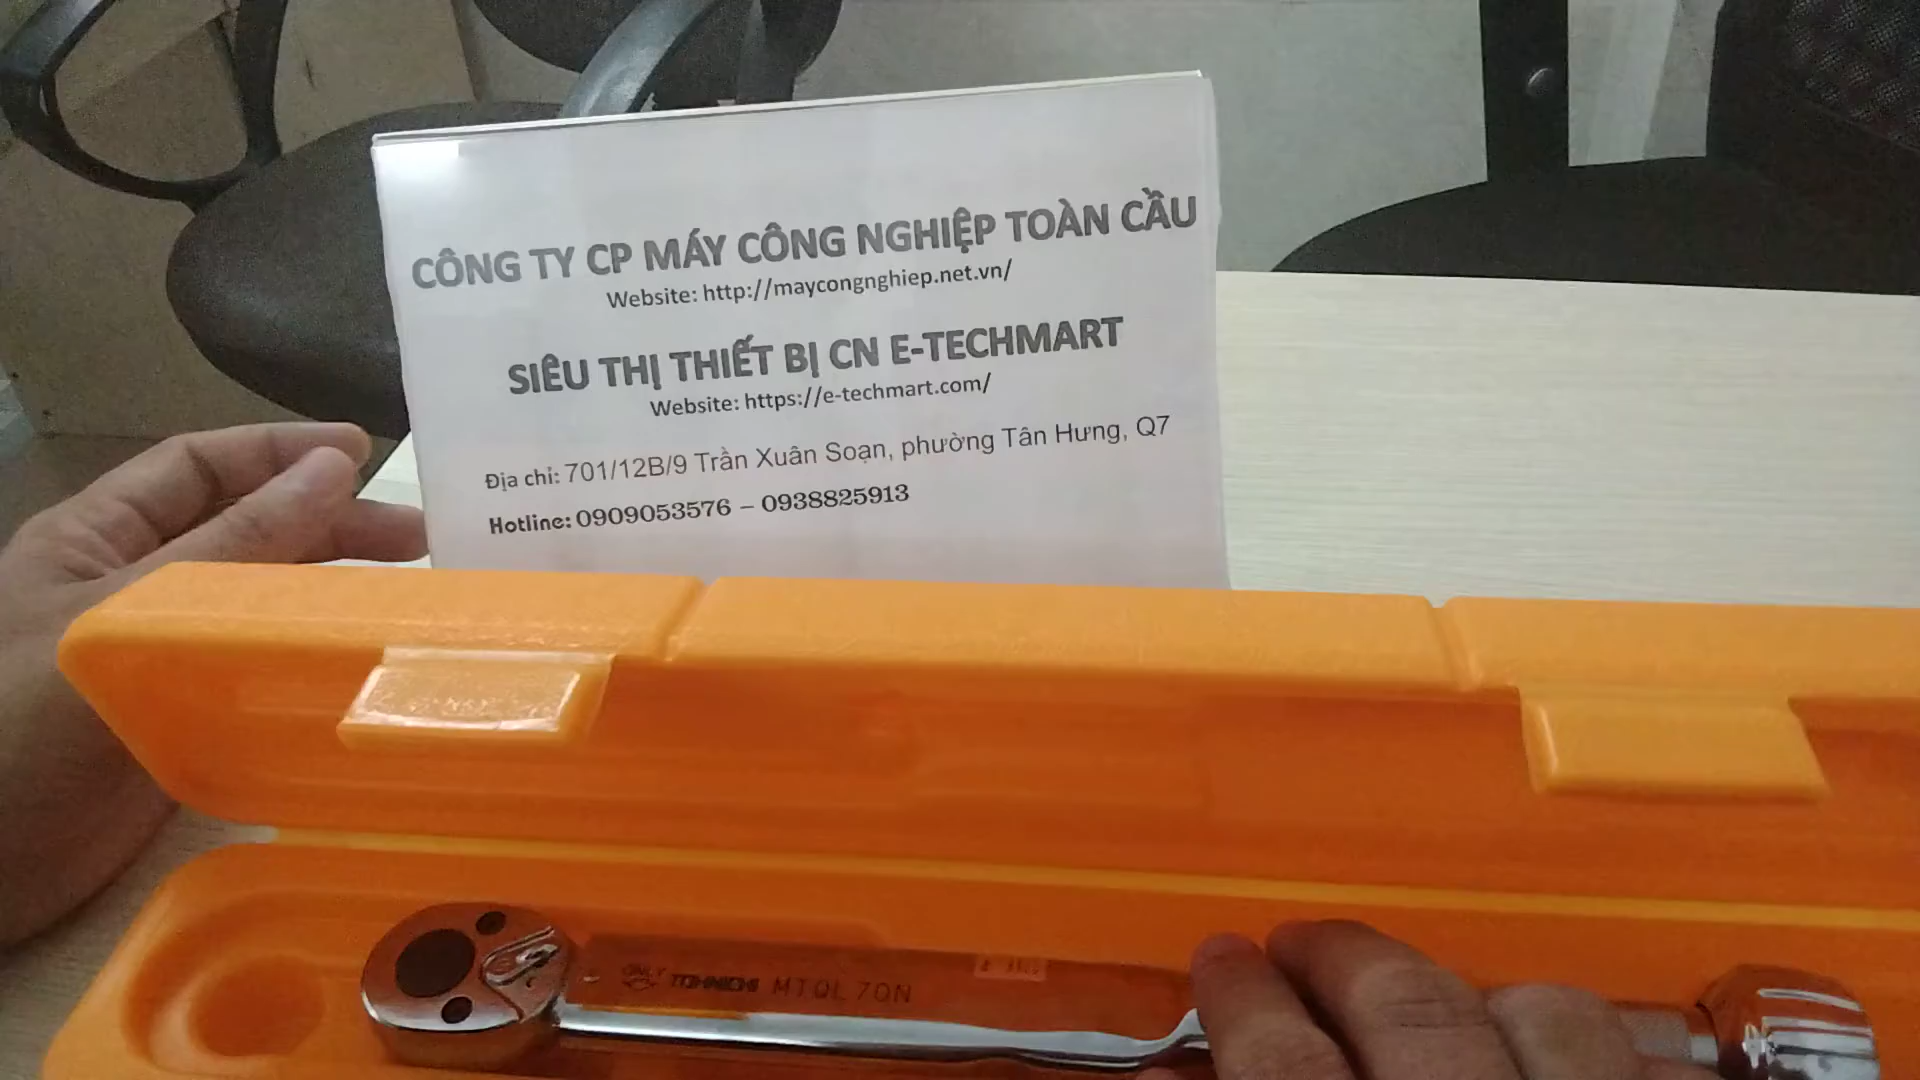 CÔNG TY CP MÁY CÔNG NGHIỆP TOÀN CẦU
Website: http://maycongnghiep.net.vn/
SIÊU THỊ THIẾT BỊ CN E-TECHMART
Website: https://e-techmart.com/
Địa chỉ: 701/12B/9 Trần Xuân Soạn, phường Tân Hưng, Q7
Hotline: 0909053576 – 0938825913
TOHNICHI MTQL70N